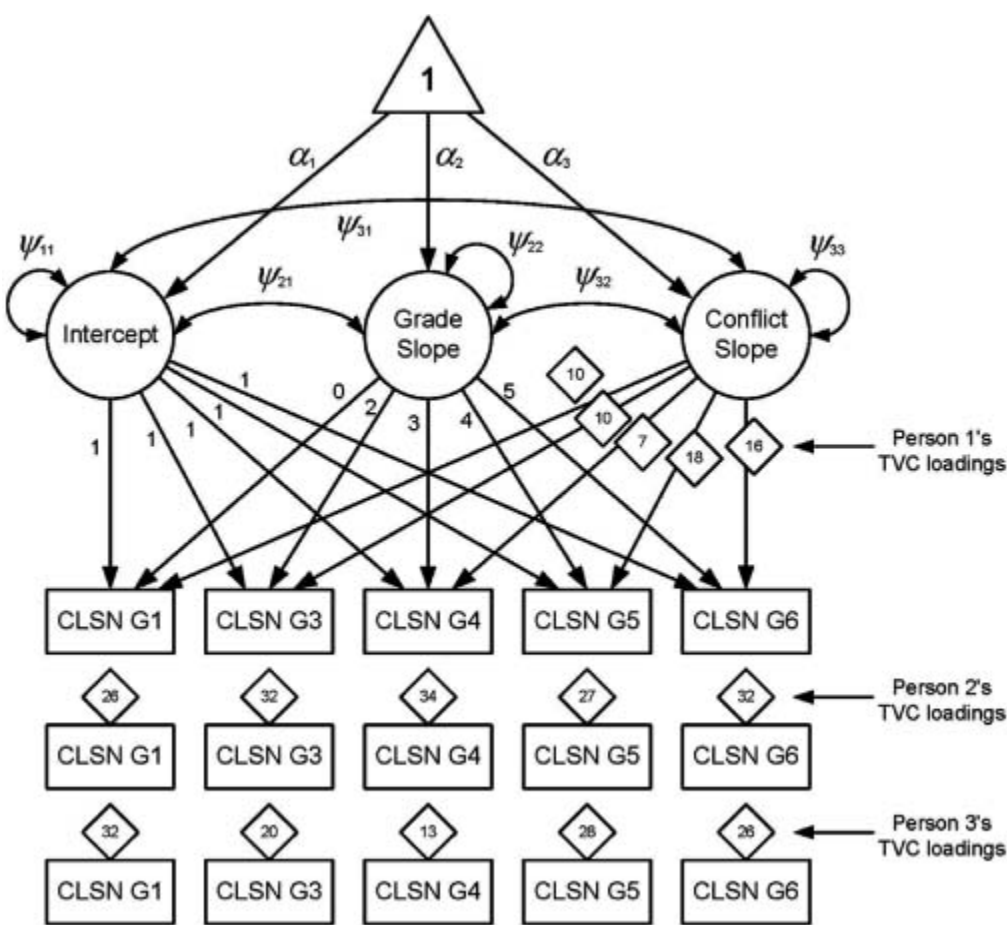 1
α₁
α₂
α₃
ψ₃₁
ψ₁₁
ψ₂₂
ψ₃₃
ψ₂₁
ψ₃₂
Intercept
Grade
Slope
Conflict
Slope
1
0
2
3
4
5
10
10
7
18
16
1
1
1
1
Person 1's
TVC loadings
CLSN G1
CLSN G3
CLSN G4
CLSN G5
CLSN G6
26
32
34
27
32
Person 2's
TVC loadings
CLSN G1
CLSN G3
CLSN G4
CLSN G5
CLSN G6
32
20
13
28
26
Person 3's
TVC loadings
CLSN G1
CLSN G3
CLSN G4
CLSN G5
CLSN G6